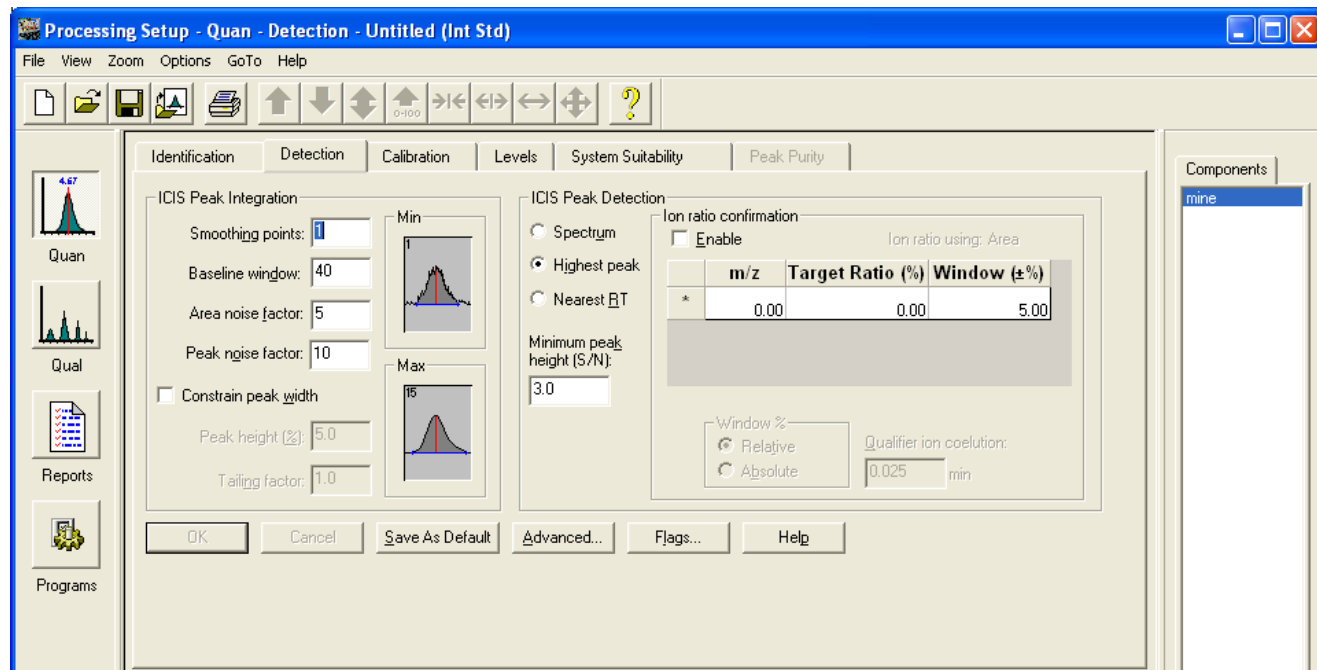 Processing Setup - Quan - Detection - Untitled (Int Std)
File View Zoom Options GoTo Help
0-100
Identification Detection Calibration Levels System Suitability Peak Purity
Components
mine
4.67
Quan
Qual
Reports
Programs
ICIS Peak Integration
Smoothing points: 1
Baseline window: 40
Area noise factor: 5
Peak noise factor: 10
Constrain peak width
Peak height (%): 5.0
Tailing factor: 1.0
Min
1
Max
15
ICIS Peak Detection
Spectrum
Highest peak
Nearest RT
Minimum peak
height (S/N):
3.0
Ion ratio confirmation
Enable Ion ratio using: Area
m/z Target Ratio (%) Window (±%)
* 0.00 0.00 5.00
Window %
Relative
Absolute
Qualifier ion coelution:
0.025 min
OK Cancel Save As Default Advanced... Flags... Help